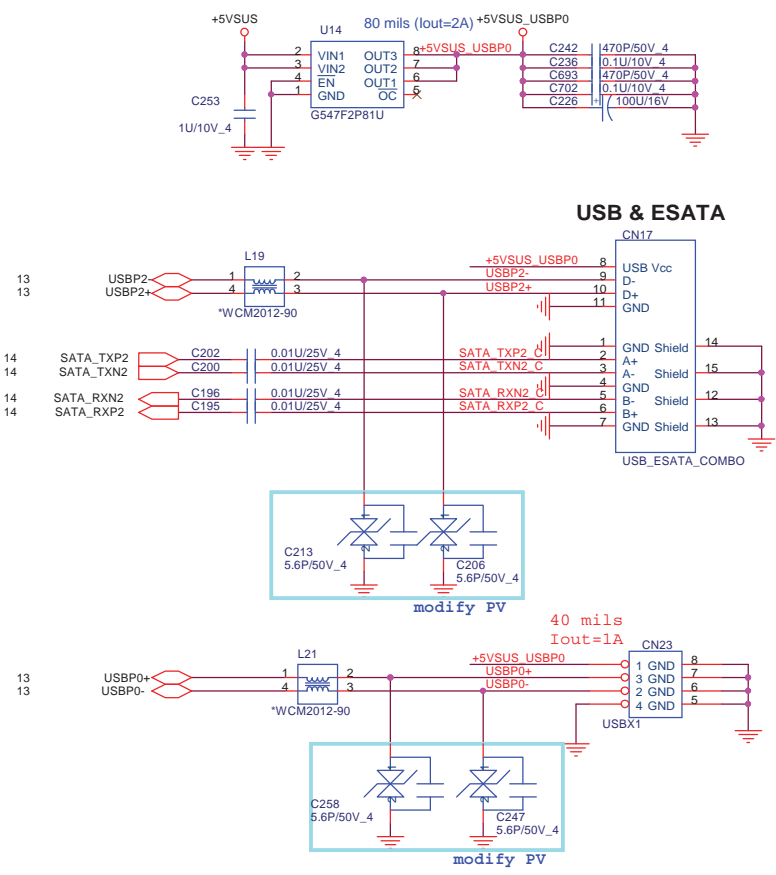 +5VSUS
U14
80 mils (Iout=2A)
+5VSUS_USBP0
2 VIN1 OUT3 8 +5VSUS_USBP0
3 VIN2 OUT2 7
4 EN OUT1 6
1 GND OC 5
G547F2P81U
C253
1U/10V_4
C242 470P/50V_4
C236 0.1U/10V_4
C693 470P/50V_4
C702 0.1U/10V_4
C226 + 100U/16V
USB & ESATA
CN17
L19
13 USBP2- 1 2
13 USBP2+ 4 3
*WCM2012-90
+5VSUS_USBP0 8 USB Vcc
USBP2- 9 D-
USBP2+ 10 D+
11 GND
1 GND Shield 14
14 SATA_TXP2 C202 0.01U/25V_4 SATA_TXP2_C 2 A+
14 SATA_TXN2 C200 0.01U/25V_4 SATA_TXN2_C 3 A- Shield 15
4 GND
14 SATA_RXN2 C196 0.01U/25V_4 SATA_RXN2_C 5 B- Shield 12
14 SATA_RXP2 C195 0.01U/25V_4 SATA_RXP2_C 6 B+
7 GND Shield 13
USB_ESATA_COMBO
1 1
2 2
C213
5.6P/50V_4
C206
5.6P/50V_4
modify PV
40 mils
Iout=1A
CN23
L21
13 USBP0+ 1 2
13 USBP0- 4 3
*WCM2012-90
+5VSUS_USBP0 1 GND 8
USBP0+ 3 GND 7
USBP0- 2 GND 6
4 GND 5
USBX1
1 1
2 2
C258
5.6P/50V_4
C247
5.6P/50V_4
modify PV